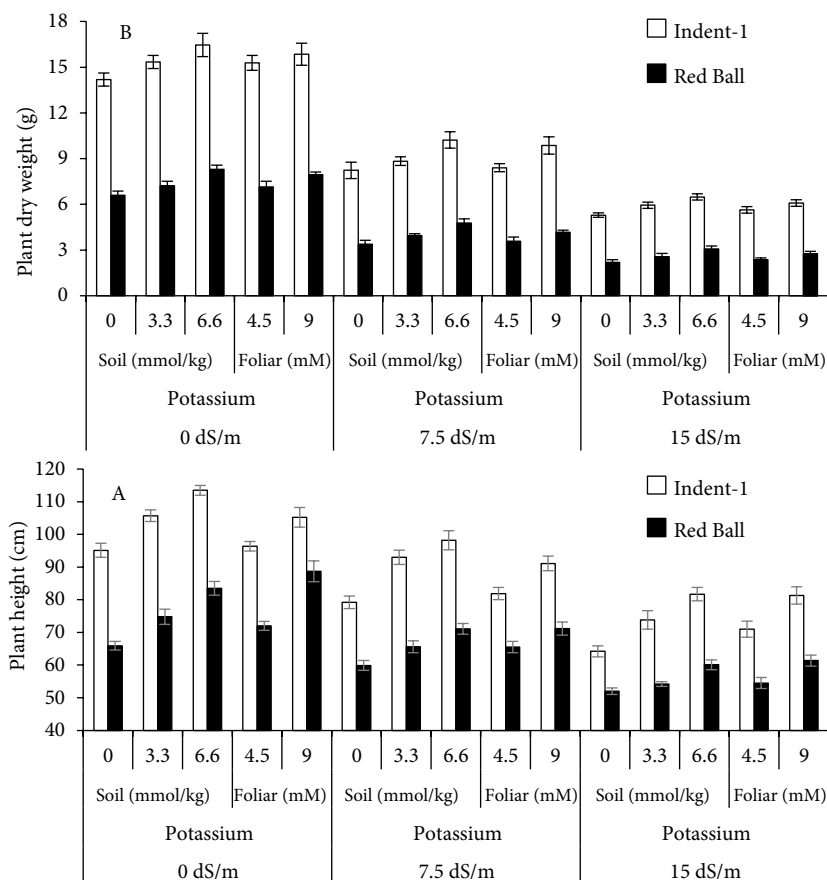 18
15
12
9
6
3
0
Plant dry weight (g)
B
Indent-1
Red Ball
0 3.3 6.6 4.5 9 0 3.3 6.6 4.5 9 0 3.3 6.6 4.5 9
Soil (mmol/kg) Foliar (mM) Soil (mmol/kg) Foliar (mM) Soil (mmol/kg) Foliar (mM)
Potassium Potassium Potassium
0 dS/m 7.5 dS/m 15 dS/m
120
110
100
90
80
70
60
50
40
Plant height (cm)
A
Indent-1
Red Ball
0 3.3 6.6 4.5 9 0 3.3 6.6 4.5 9 0 3.3 6.6 4.5 9
Soil (mmol/kg) Foliar (mM) Soil (mmol/kg) Foliar (mM) Soil (mmol/kg) Foliar (mM)
Potassium Potassium Potassium
0 dS/m 7.5 dS/m 15 dS/m